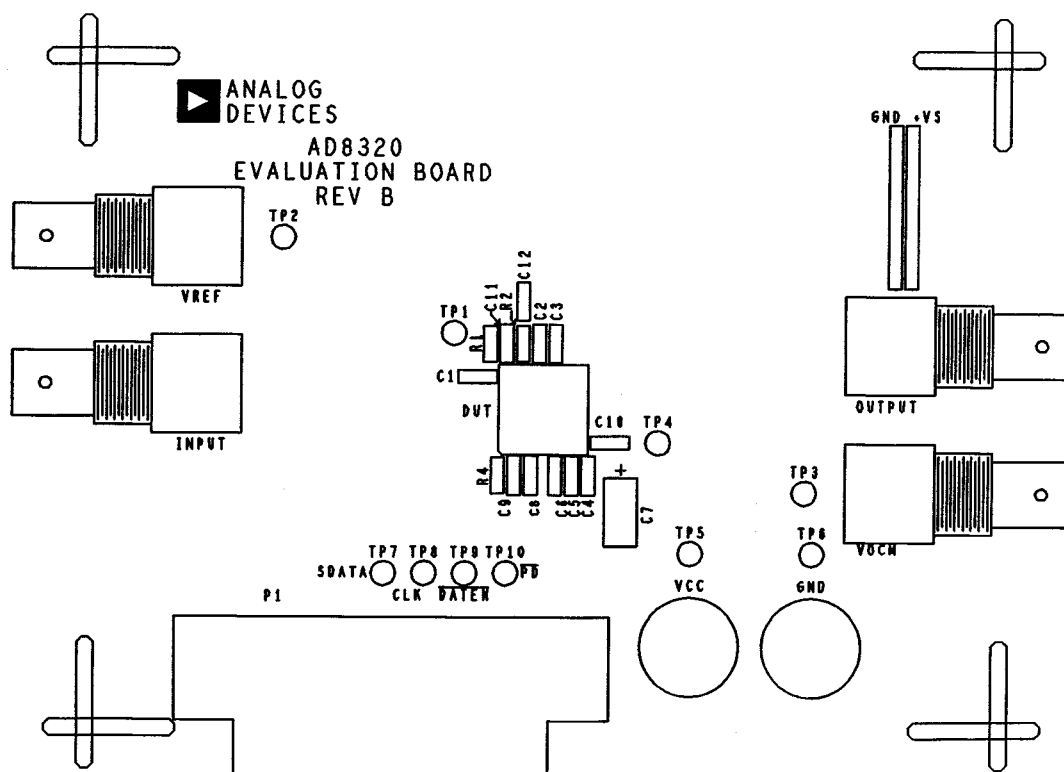 ANALOG
DEVICES
AD8320
EVALUATION BOARD
REV B
GND +VS
TP2
VREF
C12
C11
R2
C2
C3
TP1
R1
C1
DUT
INPUT
OUTPUT
C10
TP4
R4
C9
C8
C6
C5
C4
+
C7
TP3
VOCM
TP5
TP6
TP7 TP8 TP9 TP10
SDATA
PD
CLK DATEN
VCC
GND
P1